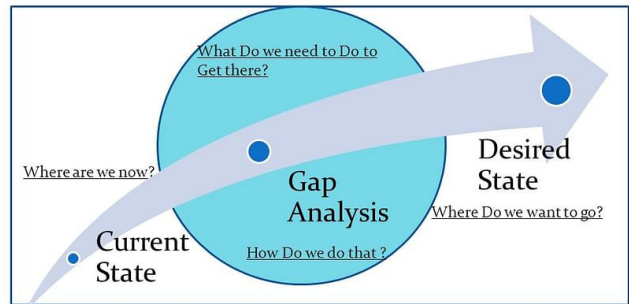 What Do we need to Do to
Get there?
Where are we now?
Gap
Analysis
Desired
State
Where Do we want to go?
Current
State
How Do we do that ?